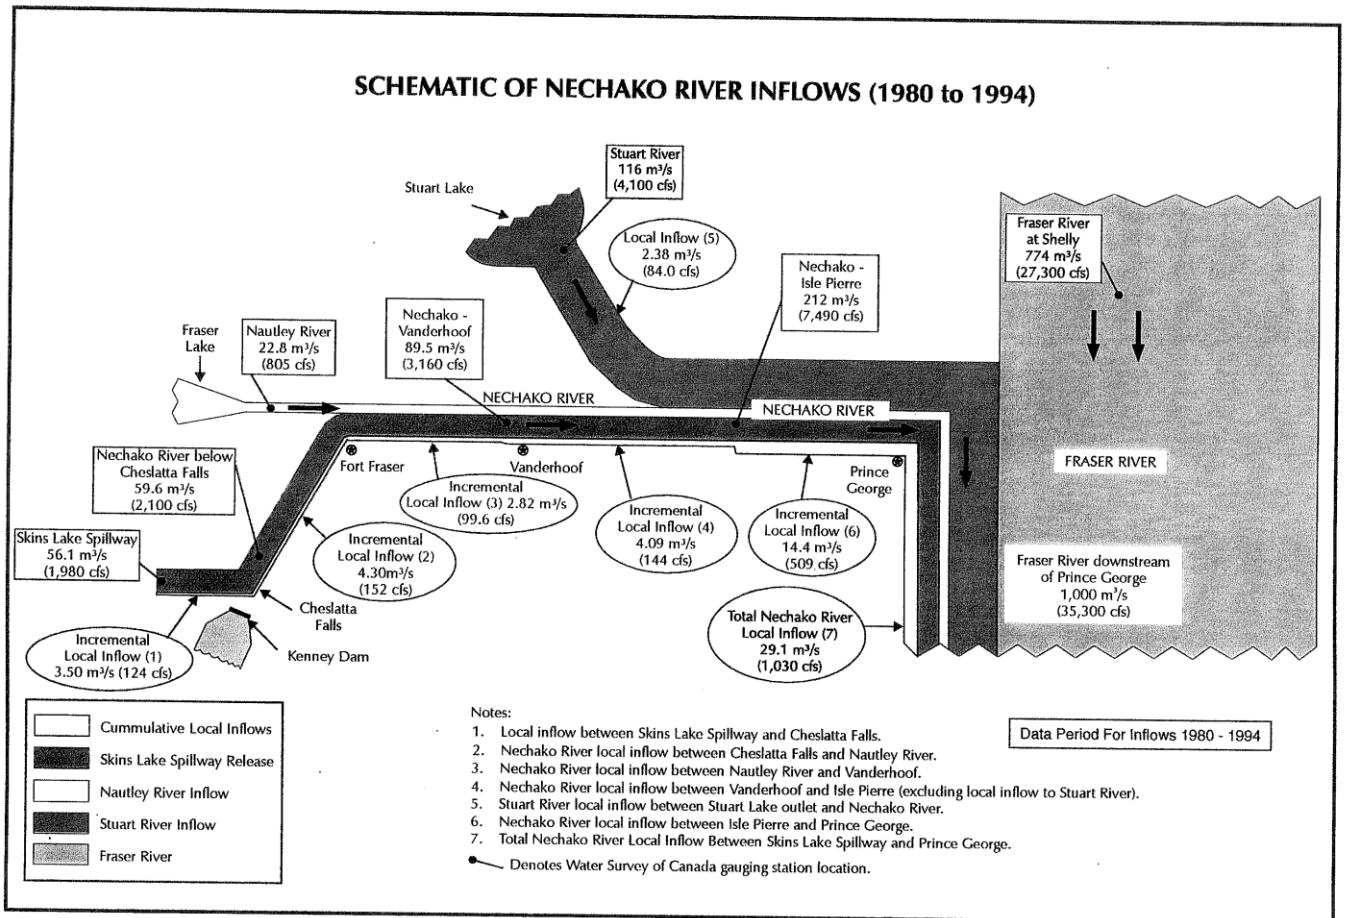 SCHEMATIC OF NECHAKO RIVER INFLOWS (1980 to 1994)
Stuart River
116 m³/s
(4,100 cfs)
Stuart Lake
Local Inflow (5)
2.38 m³/s
(84.0 cfs)
Fraser River
at Shelly
774 m³/s
(27,300 cfs)
Nechako -
Isle Pierre
212 m³/s
(7,490 cfs)
Nechako -
Vanderhoof
89.5 m³/s
(3,160 cfs)
Fraser
Lake
Nautley River
22.8 m³/s
(805 cfs)
NECHAKO RIVER
NECHAKO RIVER
Nechako River below
Cheslatta Falls
59.6 m³/s
(2,100 cfs)
Fort Fraser
Vanderhoof
Prince
George
FRASER RIVER
Incremental
Local Inflow (3) 2.82 m³/s
(99.6 cfs)
Incremental
Local Inflow (4)
4.09 m³/s
(144 cfs)
Incremental
Local Inflow (6)
14.4 m³/s
(509 cfs)
Skins Lake Spillway
56.1 m³/s
(1,980 cfs)
Incremental
Local Inflow (2)
4.30m³/s
(152 cfs)
Fraser River downstream
of Prince George
1,000 m³/s
(35,300 cfs)
Cheslatta
Falls
Kenney Dam
Incremental
Local Inflow (1)
3.50 m³/s (124 cfs)
Total Nechako River
Local Inflow (7)
29.1 m³/s
(1,030 cfs)
Cummulative Local Inflows
Skins Lake Spillway Release
Nautley River Inflow
Stuart River Inflow
Fraser River
Notes:
1. Local inflow between Skins Lake Spillway and Cheslatta Falls.
2. Nechako River local inflow between Cheslatta Falls and Nautley River.
3. Nechako River local inflow between Nautley River and Vanderhoof.
4. Nechako River local inflow between Vanderhoof and Isle Pierre (excluding local inflow to Stuart River).
5. Stuart River local inflow between Stuart Lake outlet and Nechako River.
6. Nechako River local inflow between Isle Pierre and Prince George.
7. Total Nechako River Local Inflow Between Skins Lake Spillway and Prince George.
Denotes Water Survey of Canada gauging station location.
Data Period For Inflows 1980 - 1994